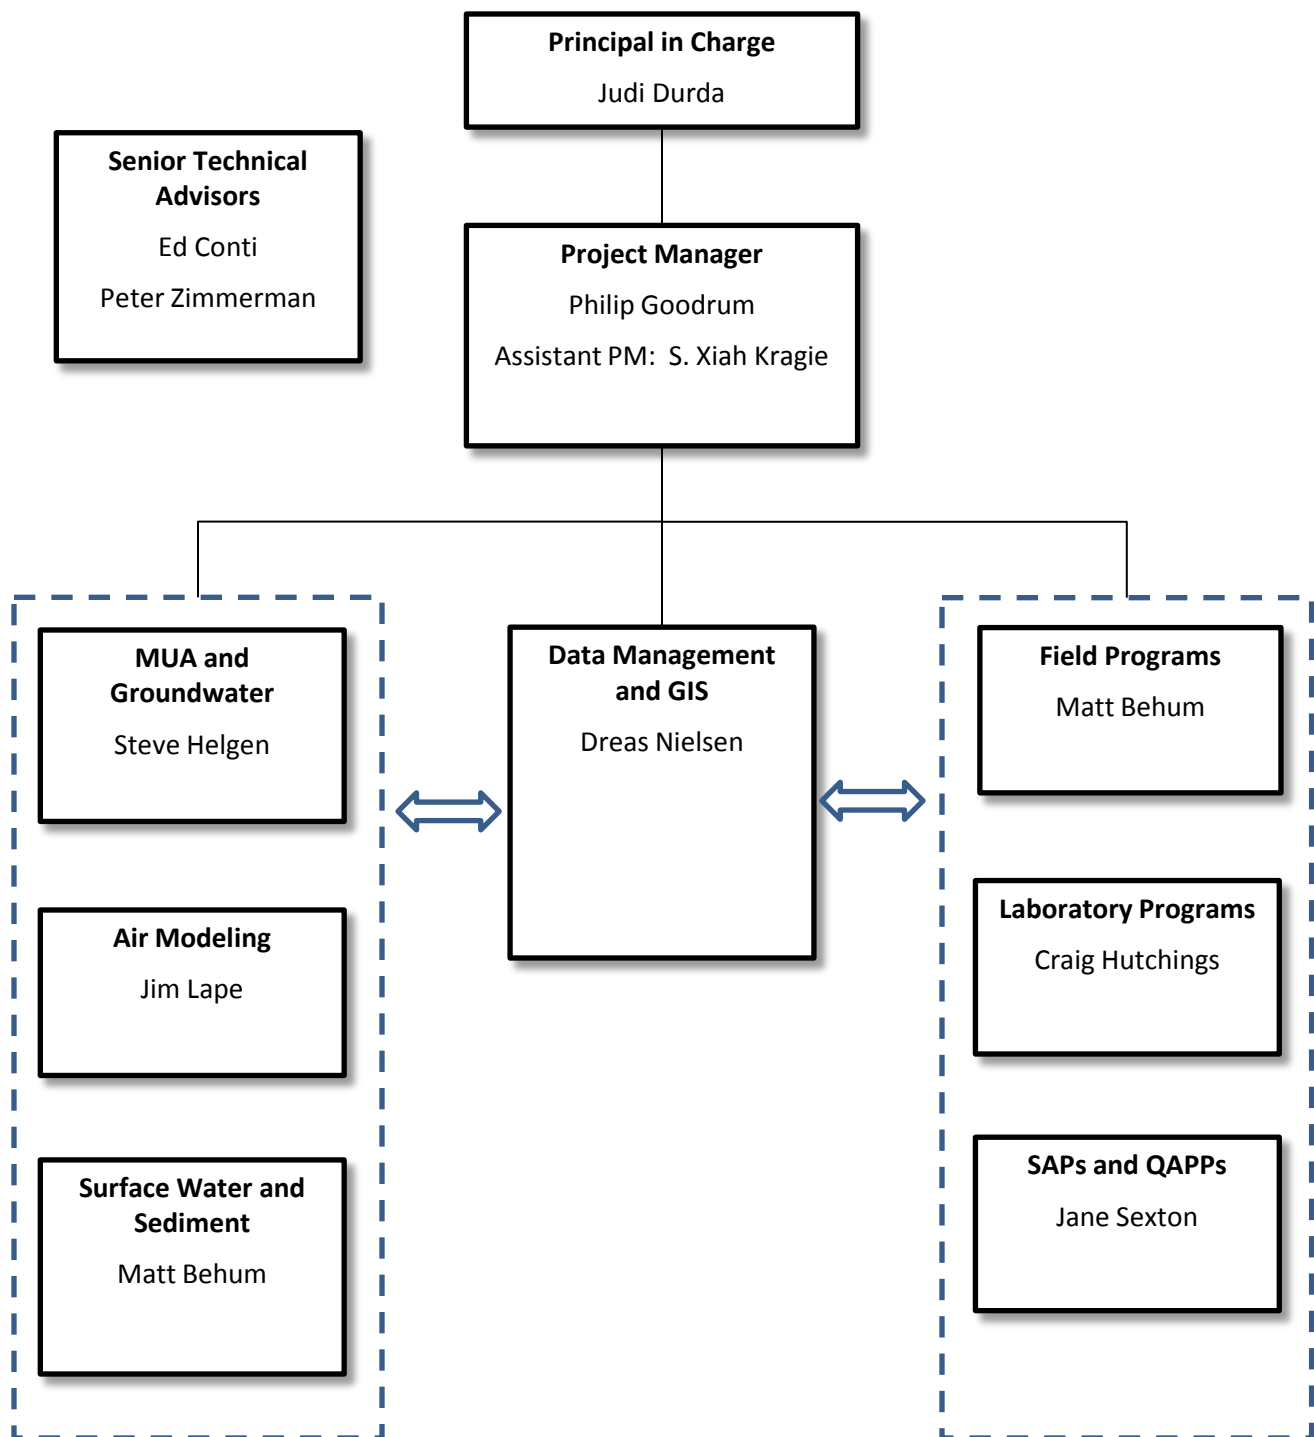 Principal in Charge
Judi Durda
Senior Technical
Advisors
Ed Conti
Peter Zimmerman
Project Manager
Philip Goodrum
Assistant PM:  S. Xiah Kragie
MUA and
Groundwater
Steve Helgen
Air Modeling
Jim Lape
Surface Water and
Sediment
Matt Behum
Data Management
and GIS
Dreas Nielsen
Field Programs
Matt Behum
Laboratory Programs
Craig Hutchings
SAPs and QAPPs
Jane Sexton